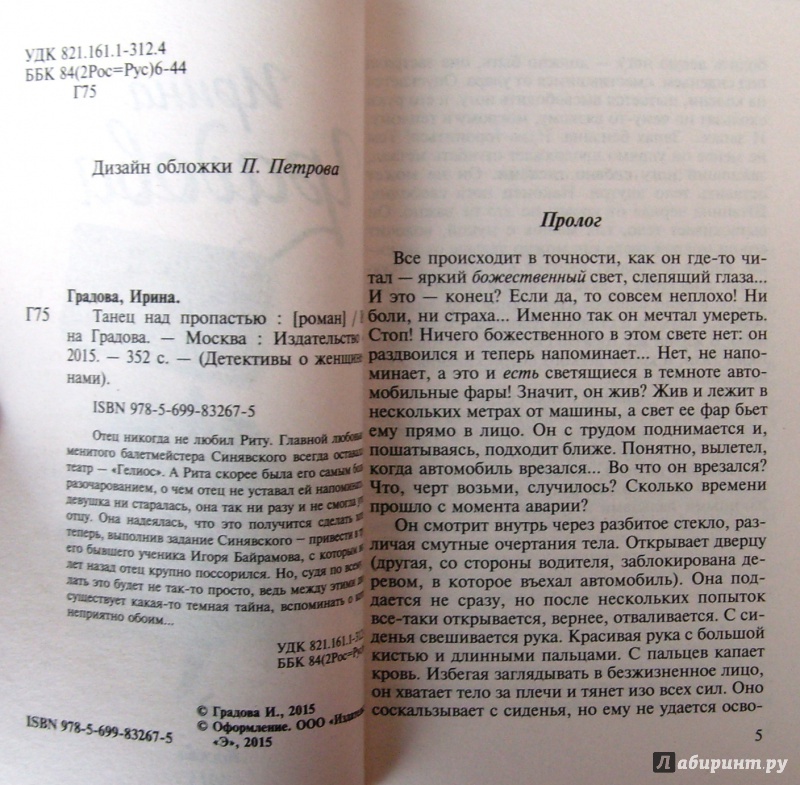 УДК 821.161.1-312.4
ББК 84(2Рос=Рус)6-44
Г75
Дизайн обложки П. Петрова
Градова, Ирина.
Г75 Танец над пропастью : [роман] /
на Градова. — Москва : Издательство
2015. — 352 с. — (Детективы о женщине
нами).
ISBN 978-5-699-83267-5
Отец никогда не любил Риту. Главной
менитого балетмейстера Синявского всегда
театр — «Гелиос». А Рита скорее была его самым
разочарованием, о чем отец не уставал ей
девушка ни старалась, она так ни разу и не смогла
отцу. Она надеялась, что это получится сделать
теперь, выполнив задание Синявского — привести в
его бывшего ученика Игоря Байрамова, с которым
лет назад отец крупно поссорился. Но, судя по
лать это будет не так-то просто, ведь между этими
существует какая-то темная тайна, вспоминать о
неприятно обоим...
УДК 821.161.1-312
ББК 84(2Рос=Рус
© Градова И., 2015
© Оформление. ООО
«Э», 2015
ISBN 978-5-699-83267-5
Пролог
Все происходит в точности, как он где-то чи-
тал — яркий божественный свет, слепящий глаза...
И это — конец? Если да, то совсем неплохо! Ни
боли, ни страха... Именно так он мечтал умереть.
Стоп! Ничего божественного в этом свете нет: он
раздвоился и теперь напоминает... Нет, не напо-
минает, а это и есть светящиеся в темноте авто-
мобильные фары! Значит, он жив? Жив и лежит в
нескольких метрах от машины, а свет ее фар бьет
ему прямо в лицо. Он с трудом поднимается и,
пошатываясь, подходит ближе. Понятно, вылетел,
когда автомобиль врезался... Во что он врезался?
Что, черт возьми, случилось? Сколько времени
прошло с момента аварии?
Он смотрит внутрь через разбитое стекло, раз-
личая смутные очертания тела. Открывает дверцу
(другая, со стороны водителя, заблокирована де-
ревом, в которое въехал автомобиль). Она под-
дается не сразу, но после нескольких попыток
все-таки открывается, вернее, отваливается. С си-
денья свешивается рука. Красивая рука с большой
кистью и длинными пальцами. С пальцев капает
кровь. Избегая заглядывать в безжизненное лицо,
он хватает тело за плечи и тянет изо всех сил. Оно
соскальзывает с сиденья, но ему не удается осво-
5
Лабиринт.ру